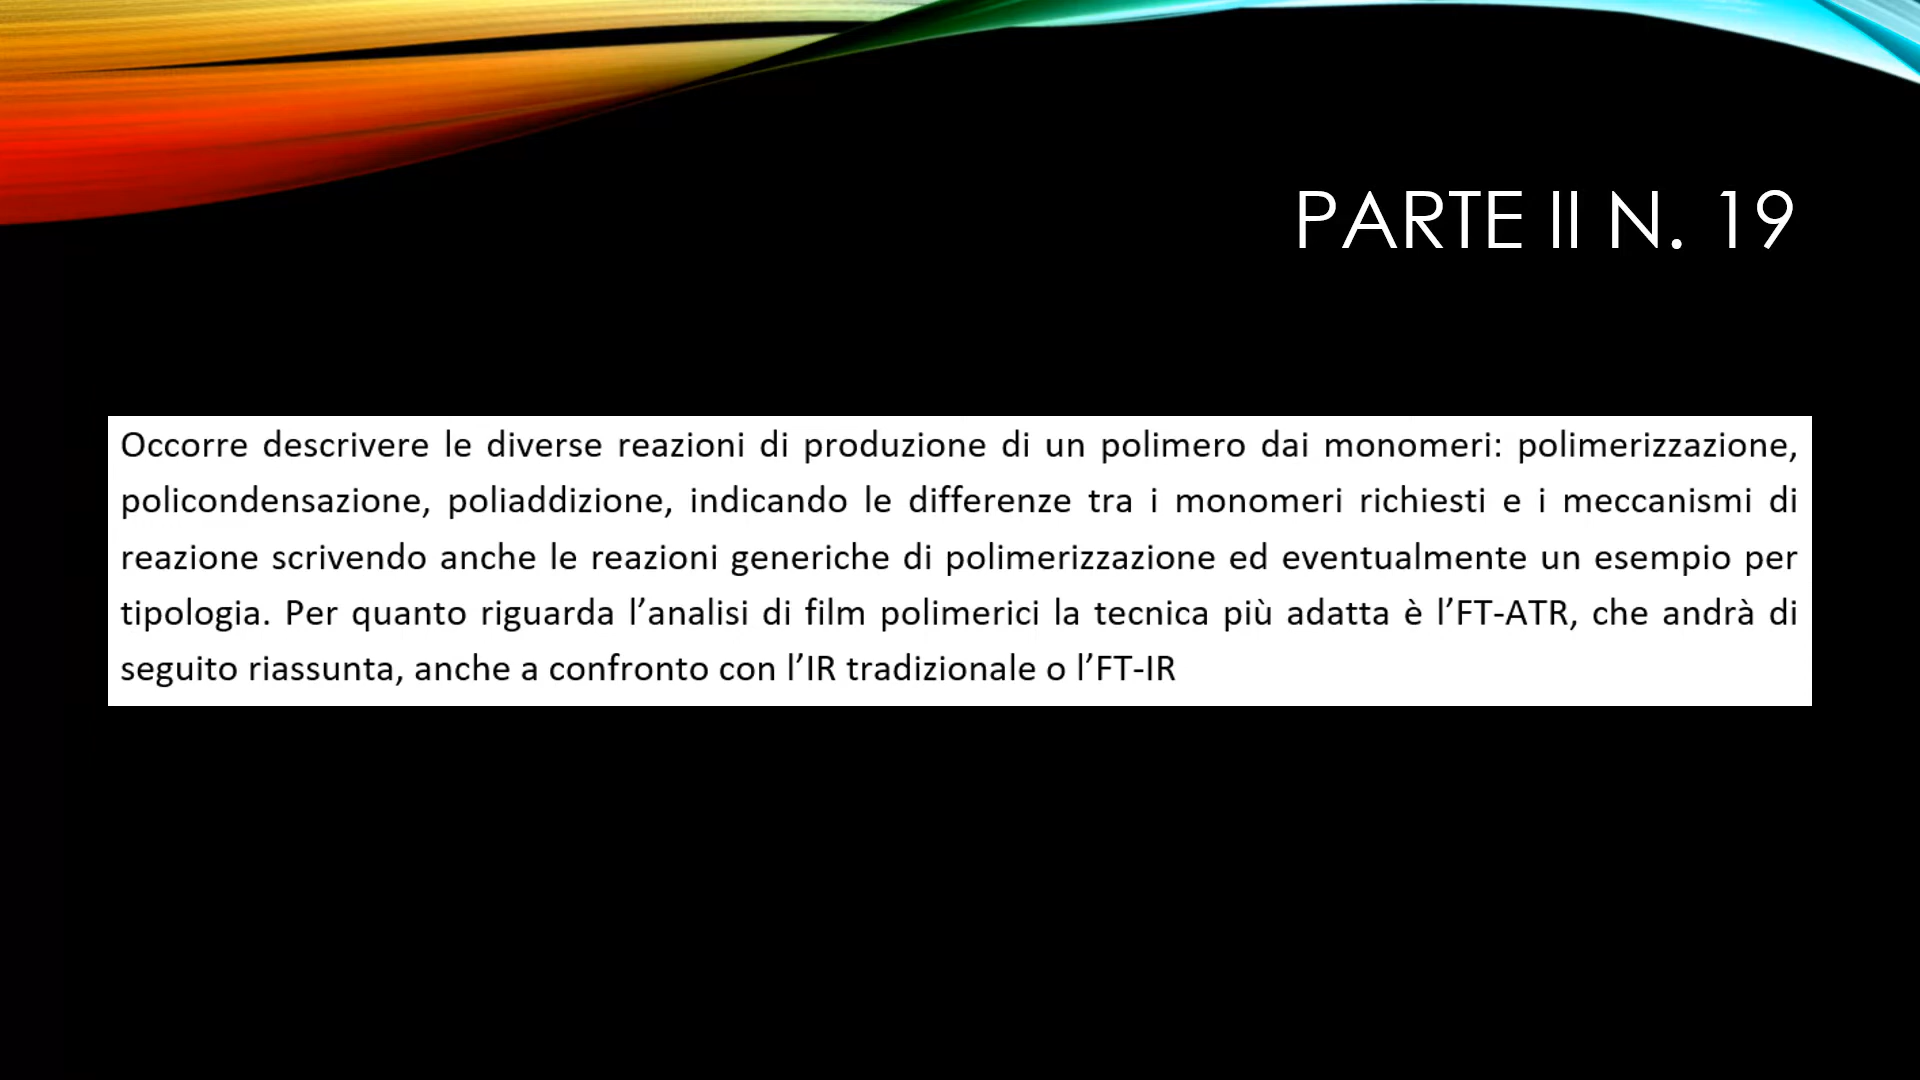 PARTE II N. 19
Occorre descrivere le diverse reazioni di produzione di un polimero dai monomeri: polimerizzazione,
policondensazione, poliaddizione, indicando le differenze tra i monomeri richiesti e i meccanismi di
reazione scrivendo anche le reazioni generiche di polimerizzazione ed eventualmente un esempio per
tipologia. Per quanto riguarda l’analisi di film polimerici la tecnica più adatta è l’FT-ATR, che andrà di
seguito riassunta, anche a confronto con l’IR tradizionale o l’FT-IR